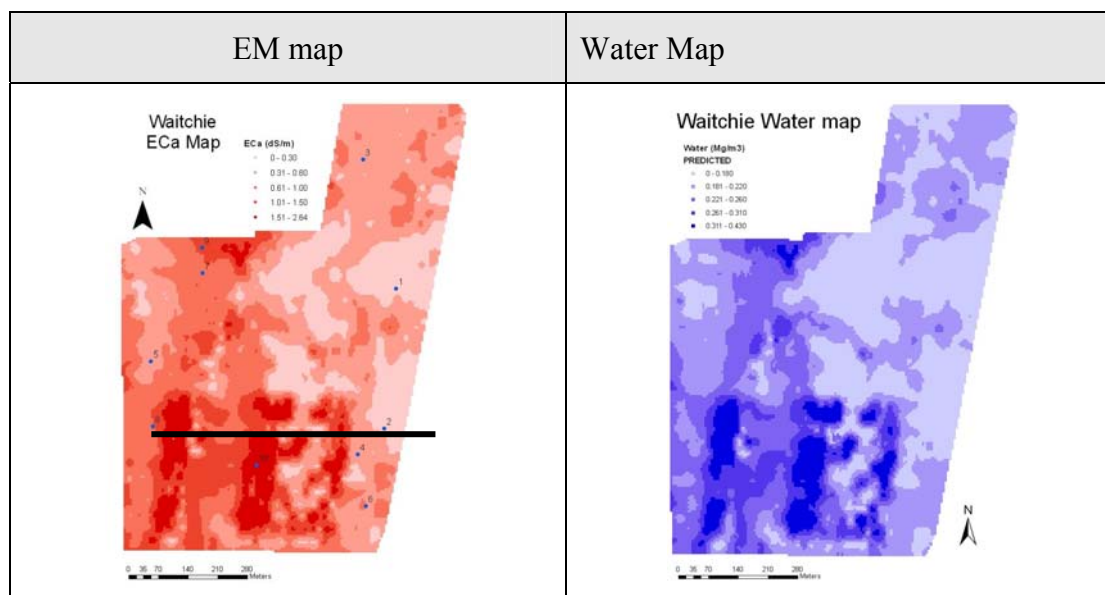 EM map
Water Map
Waitchie
ECa Map
ECa (dS/m)
0 - 0.30
0.31 - 0.60
0.61 - 1.00
1.01 - 1.50
1.51 - 2.64
N
3
1
5
2
4
6
0 35 70 140 210 280
Meters
Waitchie Water map
Water (Mg/m3)
PREDICTED
0 - 0.180
0.181 - 0.220
0.221 - 0.260
0.261 - 0.310
0.311 - 0.430
N
0 35 70 140 210 280
Meters